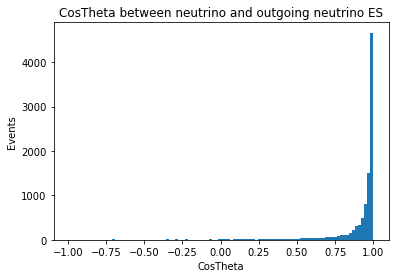 CosTheta between neutrino and outgoing neutrino ES
Events
4000
3000
2000
1000
0
−1.00 −0.75 −0.50 −0.25 0.00 0.25 0.50 0.75 1.00
CosTheta